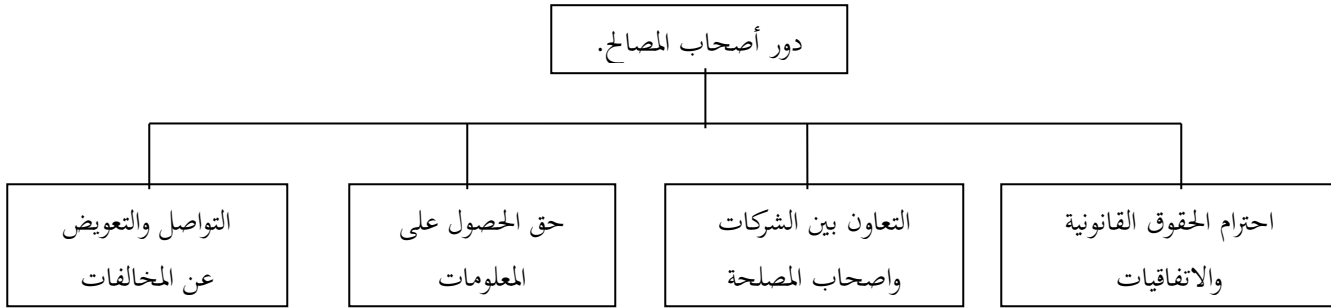 دور أصحاب المصالح.
احترام الحقوق القانونية
والاتفاقيات
التعاون بين الشركات
واصحاب المصلحة
حق الحصول على
المعلومات
التواصل والتعويض
عن المخالفات